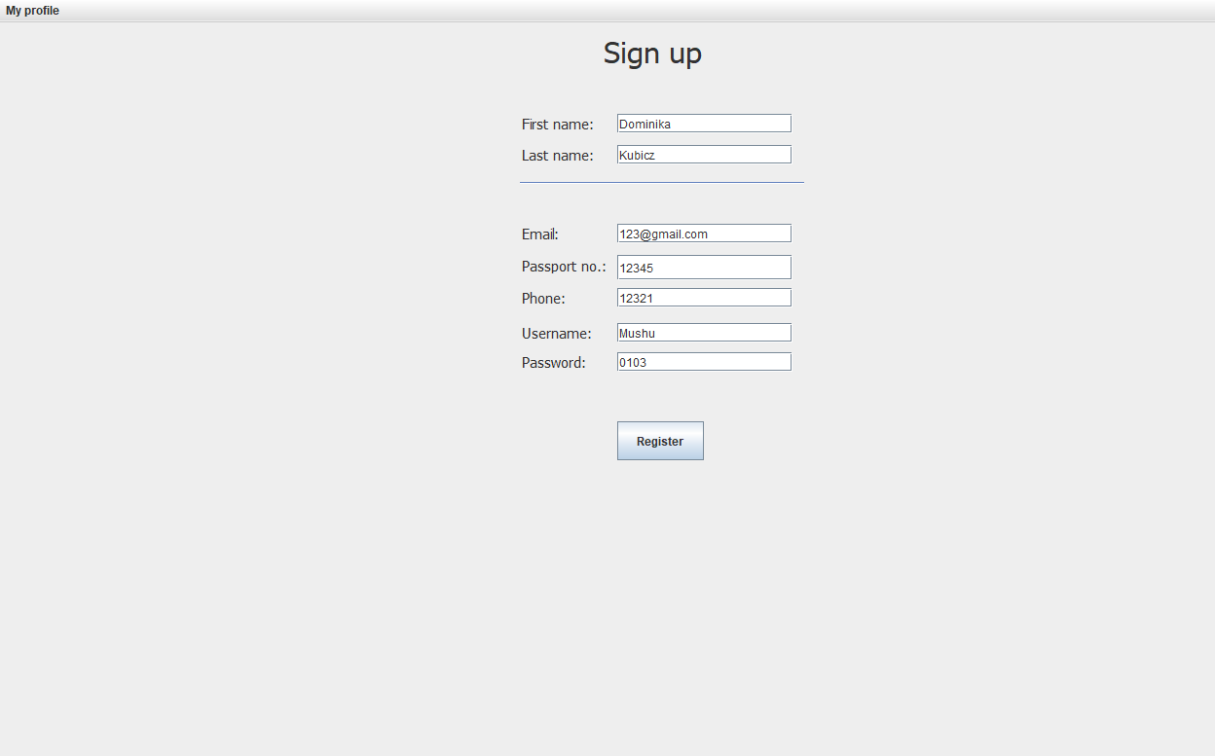 My profile
Sign up
First name: Dominika
Last name: Kubicz
Email: 123@gmail.com
Passport no.: 12345
Phone: 12321
Username: Mushu
Password: 0103
Register